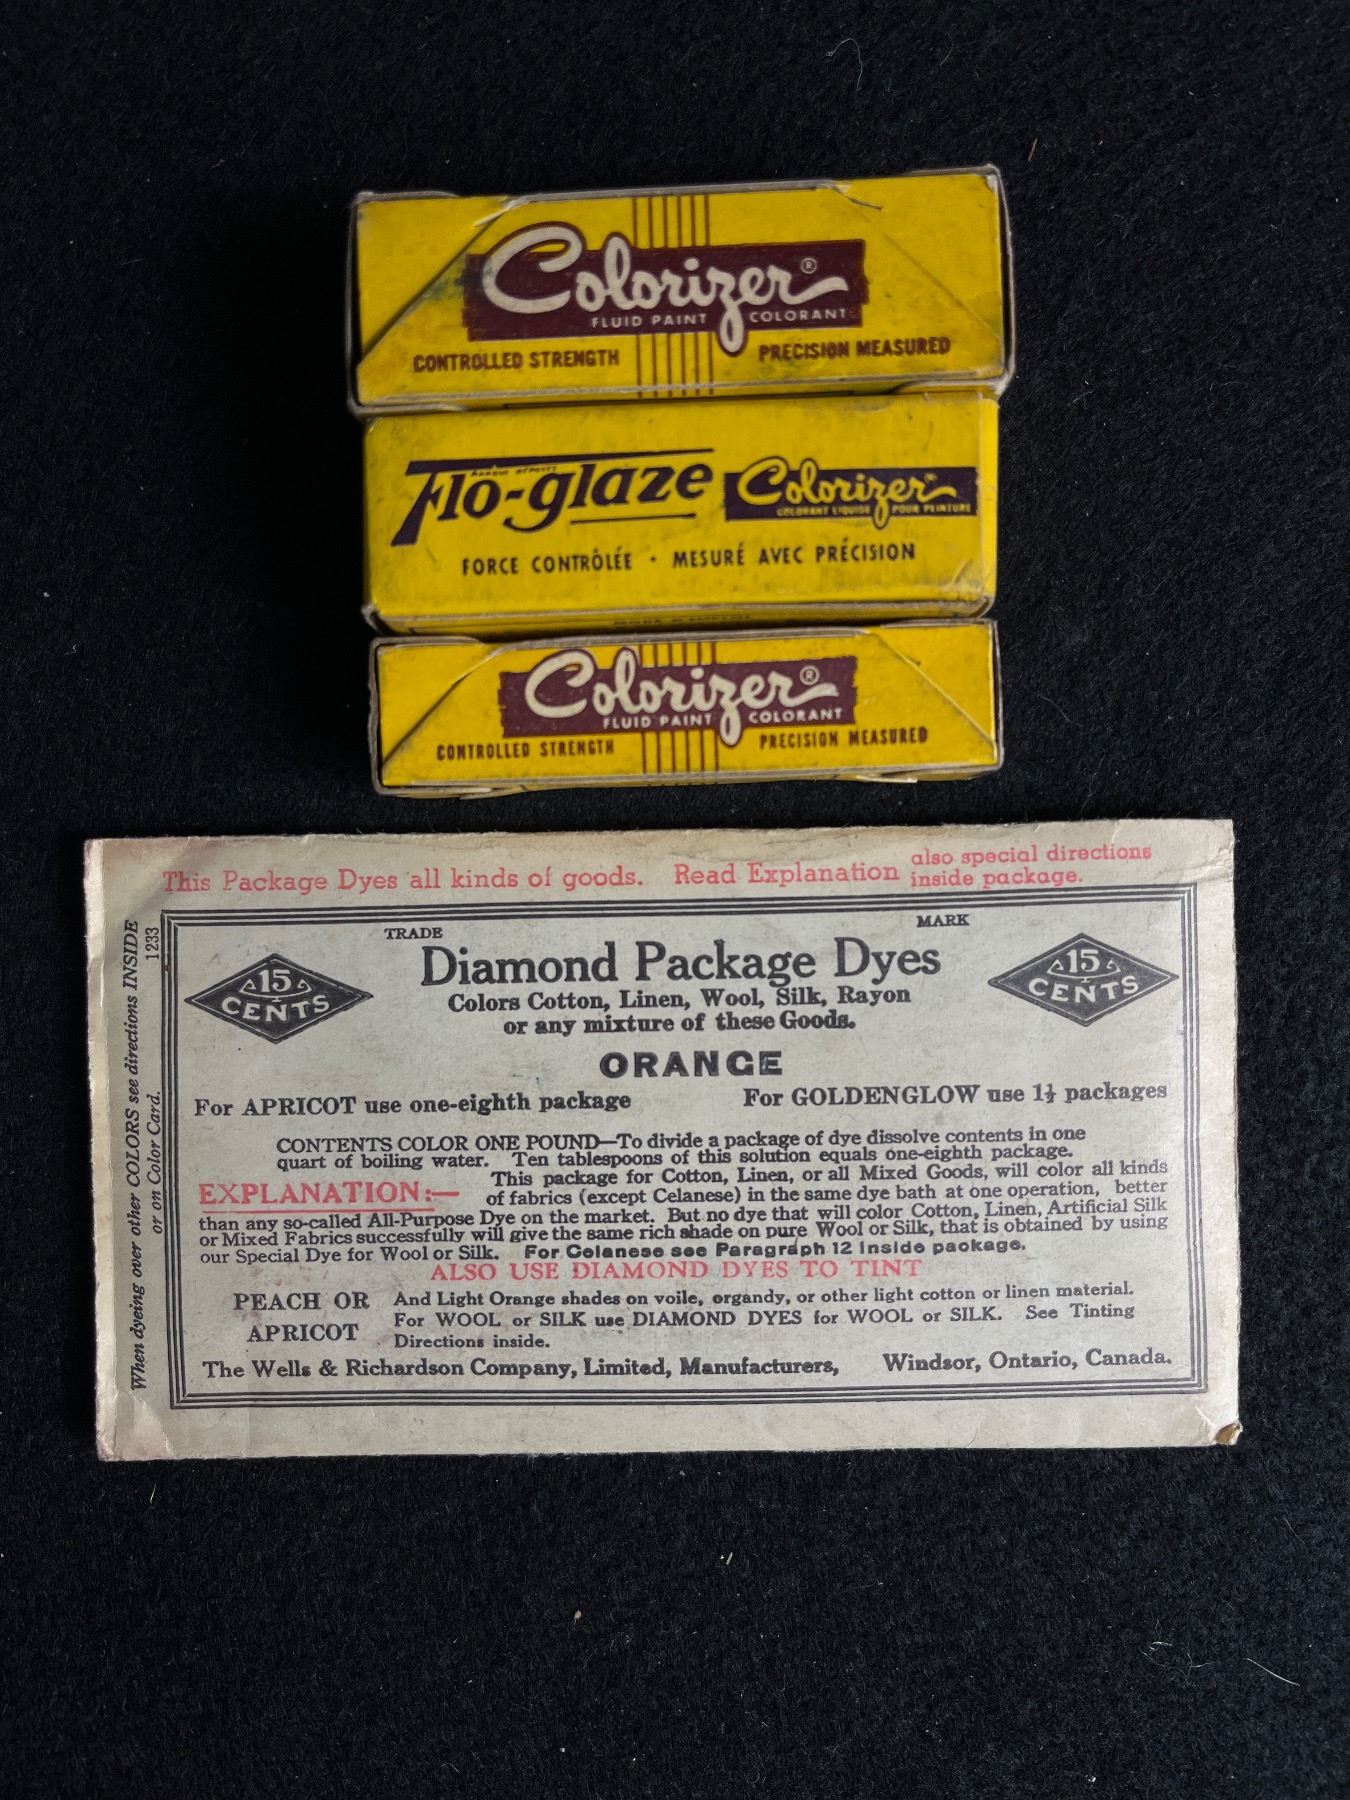 Colorizer®
FLUID PAINT COLORANT
CONTROLLED STRENGTH PRECISION MEASURED
Flo-glaze Colorizer
COLORANT LIQUIDE POUR PEINTURE
FORCE CONTRÔLÉE · MESURÉ AVEC PRÉCISION
Colorizer®
FLUID PAINT COLORANT
CONTROLLED STRENGTH PRECISION MEASURED
This Package Dyes all kinds of goods. Read Explanation also special directions
inside package.
When dyeing over other COLORS see directions INSIDE
or on Color Card.
1233
TRADE MARK
15
CENTS
Diamond Package Dyes
15
CENTS
Colors Cotton, Linen, Wool, Silk, Rayon
or any mixture of these Goods.
ORANGE
For APRICOT use one-eighth package For GOLDENGLOW use 1½ packages
CONTENTS COLOR ONE POUND—To divide a package of dye dissolve contents in one
quart of boiling water. Ten tablespoons of this solution equals one-eighth package.
EXPLANATION:— This package for Cotton, Linen, or all Mixed Goods, will color all kinds
of fabrics (except Celanese) in the same dye bath at one operation, better
than any so-called All-Purpose Dye on the market. But no dye that will color Cotton, Linen, Artificial Silk
or Mixed Fabrics successfully will give the same rich shade on pure Wool or Silk, that is obtained by using
our Special Dye for Wool or Silk. For Celanese see Paragraph 12 inside package.
ALSO USE DIAMOND DYES TO TINT
PEACH OR And Light Orange shades on voile, organdy, or other light cotton or linen material.
APRICOT For WOOL or SILK use DIAMOND DYES for WOOL or SILK. See Tinting
Directions inside.
The Wells & Richardson Company, Limited, Manufacturers, Windsor, Ontario, Canada.